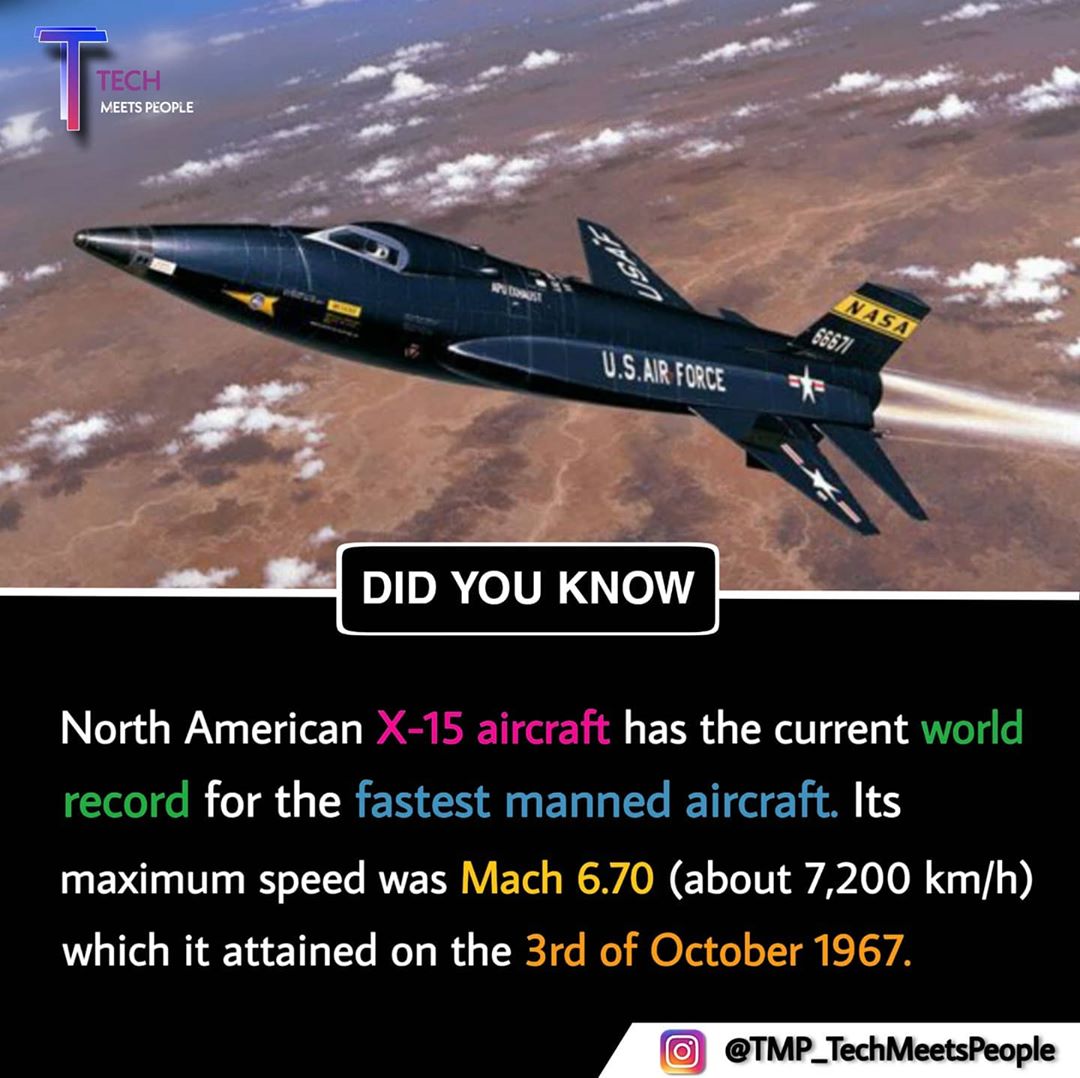 TECH
MEETS PEOPLE
USAF
APU EXHAUST
NASA
66671
U.S. AIR FORCE
DID YOU KNOW
North American X-15 aircraft has the current world
record for the fastest manned aircraft. Its
maximum speed was Mach 6.70 (about 7,200 km/h)
which it attained on the 3rd of October 1967.
@TMP_TechMeetsPeople